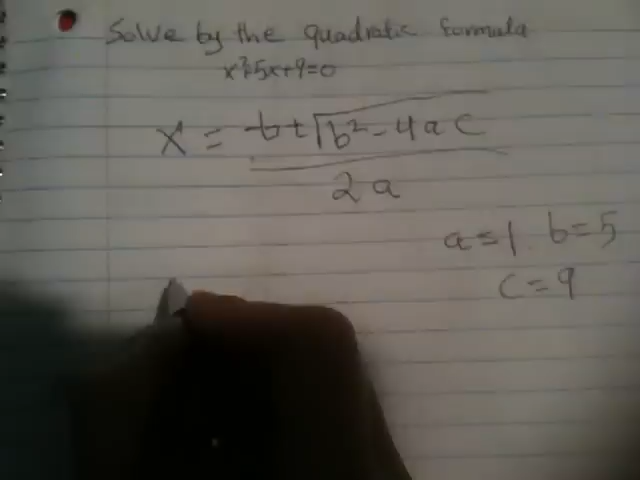 Solve by the quadratic formula
x²+5x+9=0
x = -b ± √b² - 4ac
2a
a=1 b=5
c=9